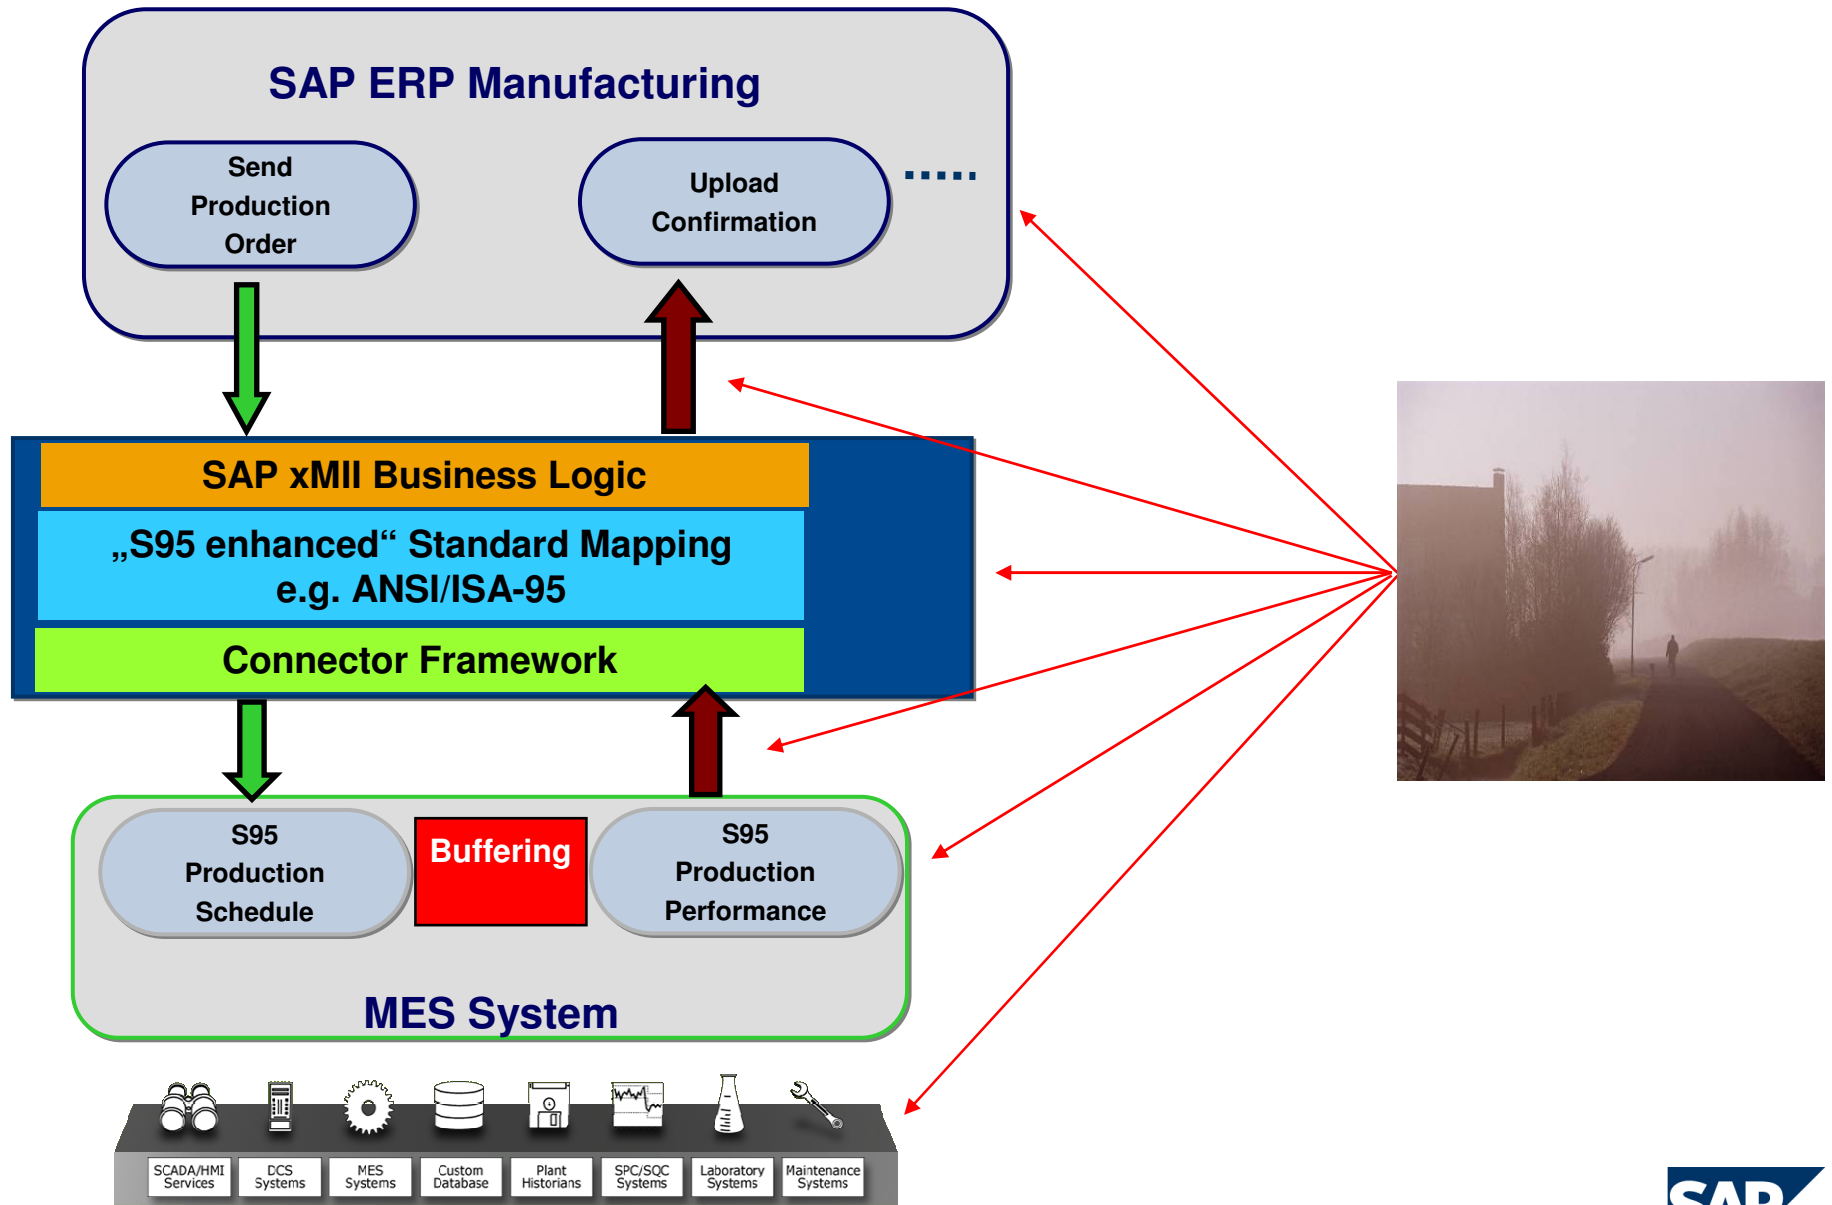 SAP ERP Manufacturing
Send
Production
Order
Upload
Confirmation
.....
SAP xMII Business Logic
„S95 enhanced“ Standard Mapping
e.g. ANSI/ISA-95
Connector Framework
S95
Production
Schedule
Buffering
S95
Production
Performance
MES System
SCADA/HMI
Services
DCS
Systems
MES
Systems
Custom
Database
Plant
Historians
SPC/SQC
Systems
Laboratory
Systems
Maintenance
Systems
SAP